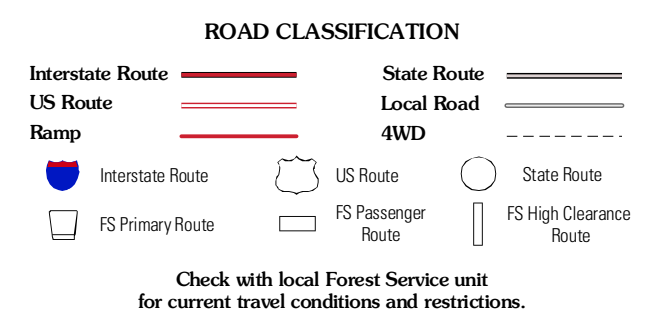 ROAD CLASSIFICATION
Interstate Route
State Route
US Route
Local Road
Ramp
4WD
Interstate Route
US Route
State Route
FS Primary Route
FS Passenger
Route
FS High Clearance
Route
Check with local Forest Service unit
for current travel conditions and restrictions.